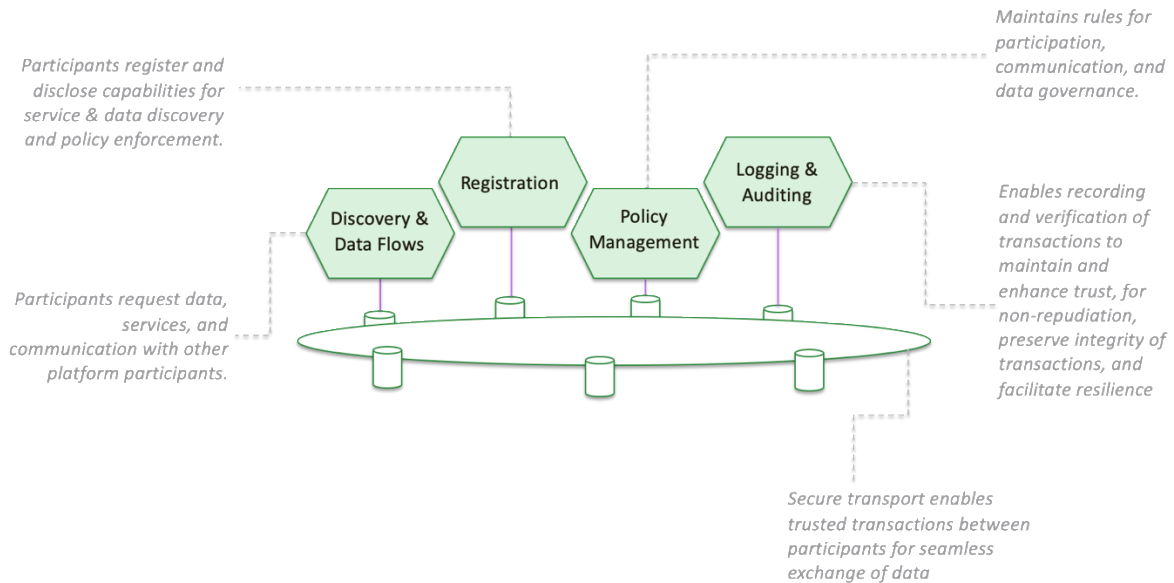 Maintains rules for
participation,
communication, and
data governance.
Participants register and
disclose capabilities for
service & data discovery
and policy enforcement.
Registration
Logging &
Auditing
Discovery &
Data Flows
Policy
Management
Enables recording
and verification of
transactions to
maintain and
enhance trust, for
non-repudiation,
preserve integrity of
transactions, and
facilitate resilience
Participants request data,
services, and
communication with other
platform participants.
Secure transport enables
trusted transactions between
participants for seamless
exchange of data